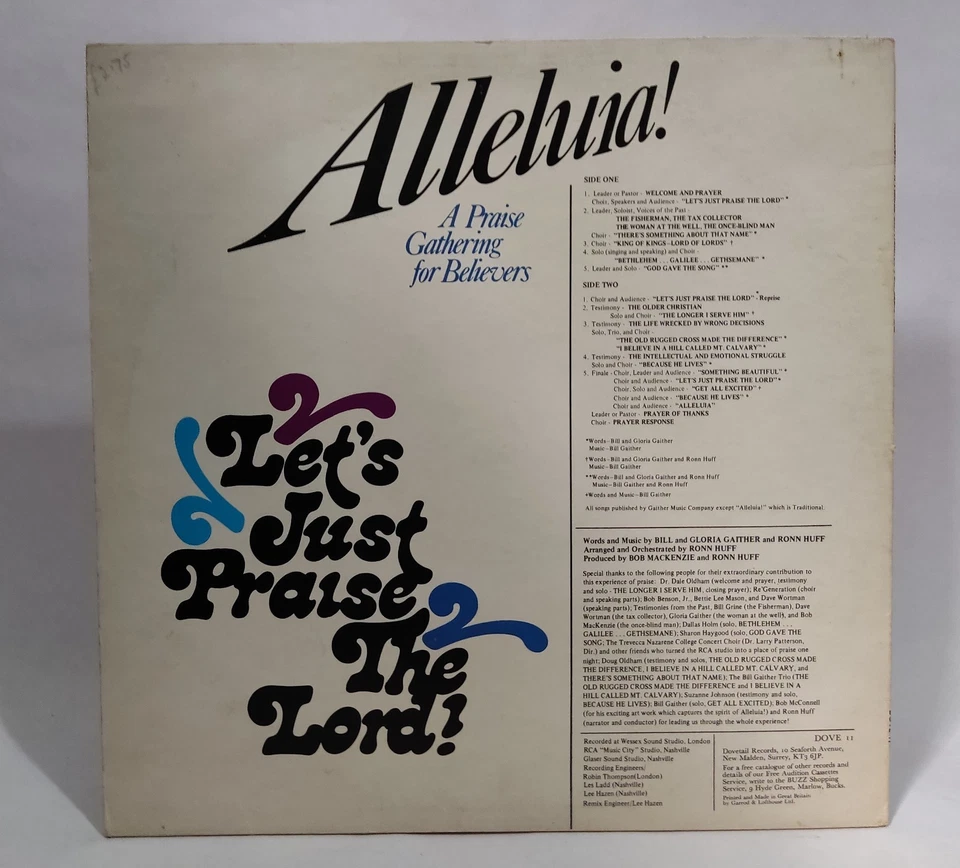 £2.75
Alleluia!
A Praise
Gathering
for Believers
Let's
Just
Praise
The
Lord!
SIDE ONE
1. Leader or Pastor - WELCOME AND PRAYER
Choir, Speakers and Audience - "LET'S JUST PRAISE THE LORD" *
2. Leader, Soloist, Voices of the Past
THE FISHERMAN, THE TAX COLLECTOR
THE WOMAN AT THE WELL, THE ONCE-BLIND MAN
Choir - "THERE'S SOMETHING ABOUT THAT NAME" *
3. Choir - "KING OF KINGS-LORD OF LORDS" †
4. Solo (singing and speaking) and Choir -
"BETHLEHEM . . . GALILEE . . . GETHSEMANE" *
5. Leader and Solo - "GOD GAVE THE SONG" **
SIDE TWO
1. Choir and Audience - "LET'S JUST PRAISE THE LORD" * - Reprise
2. Testimony - THE OLDER CHRISTIAN
Solo and Choir - "THE LONGER I SERVE HIM"
3. Testimony - THE LIFE WRECKED BY WRONG DECISIONS
Solo, Trio, and Choir -
"THE OLD RUGGED CROSS MADE THE DIFFERENCE" *
"I BELIEVE IN A HILL CALLED MT. CALVARY" *
4. Testimony - THE INTELLECTUAL AND EMOTIONAL STRUGGLE
Solo and Choir - "BECAUSE HE LIVES" *
5. Finale - Choir, Leader and Audience - "SOMETHING BEAUTIFUL" *
Choir and Audience - "LET'S JUST PRAISE THE LORD" *
Choir, Solo and Audience - "GET ALL EXCITED"
Choir and Audience - "BECAUSE HE LIVES" *
Choir and Audience - "ALLELUIA"
Leader or Pastor - PRAYER OF THANKS
Choir - PRAYER RESPONSE
*Words-Bill and Gloria Gaither
Music-Bill Gaither
†Words-Bill and Gloria Gaither and Ronn Huff
Music-Bill Gaither
**Words-Bill and Gloria Gaither and Ronn Huff
Music-Bill Gaither and Ronn Huff
Words and Music-Bill Gaither
All songs published by Gaither Music Company except "Alleluia!" which is Traditional.
Words and Music by BILL and GLORIA GAITHER and RONN HUFF
Arranged and Orchestrated by RONN HUFF
Produced by BOB MACKENZIE and RONN HUFF
Special thanks to the following people for their extraordinary contribution to
this experience of praise: Dr. Dale Oldham (welcome and prayer, testimony
and solo - THE LONGER I SERVE HIM, closing prayer); Re'Generation (choir
and speaking parts); Bob Benson, Jr., Bettie Lee Mason, and Dave Wortman
(speaking parts); Testimonies from the Past, Bill Grine (the Fisherman), Dave
Wortman (the tax collector), Gloria Gaither (the woman at the well), and Bob
MacKenzie (the once-blind man); Dallas Holm (solo, BETHLEHEM . . .
GALILEE . . . GETHSEMANE); Sharon Haygood (solo, GOD GAVE THE
SONG; The Trevecca Nazarene College Concert Choir (Dr. Larry Patterson,
Dir.) and other friends who turned the RCA studio into a place of praise one
night; Doug Oldham (testimony and solos, THE OLD RUGGED CROSS MADE
THE DIFFERENCE, I BELIEVE IN A HILL CALLED MT. CALVARY, and
THERE'S SOMETHING ABOUT THAT NAME); The Bill Gaither Trio (THE
OLD RUGGED CROSS MADE THE DIFFERENCE and I BELIEVE IN A
HILL CALLED MT. CALVARY); Suzanne Johnson (testimony and solo,
BECAUSE HE LIVES); Bill Gaither (solo, GET ALL EXCITED); Bob McConnell
(for his exciting art work which captures the spirit of Alleluia!) and Ronn Huff
(narrator and conductor) for leading us through the whole experience!
Recorded at Wessex Sound Studio, London
RCA "Music City" Studio, Nashville
Glaser Sound Studio, Nashville
Recording Engineers/
Robin Thompson(London)
Les Ladd (Nashville)
Lee Hazen (Nashville)
Remix Engineer/Lee Hazen
DOVE 11
Dovetail Records, 10 Seaforth Avenue,
New Malden, Surrey, KT3 6JP.
For a free catalogue of other records and
details of our Free Audition Cassettes
Service, write to the BUZZ Shopping
Service, 9 Hyde Green, Marlow, Bucks.
Printed and Made in Great Britain
by Garrod & Lofthouse Ltd.